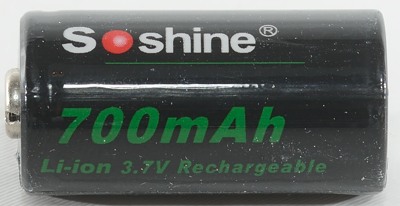 Soshine®
700mAh
Li-ion 3.7V Rechargeable